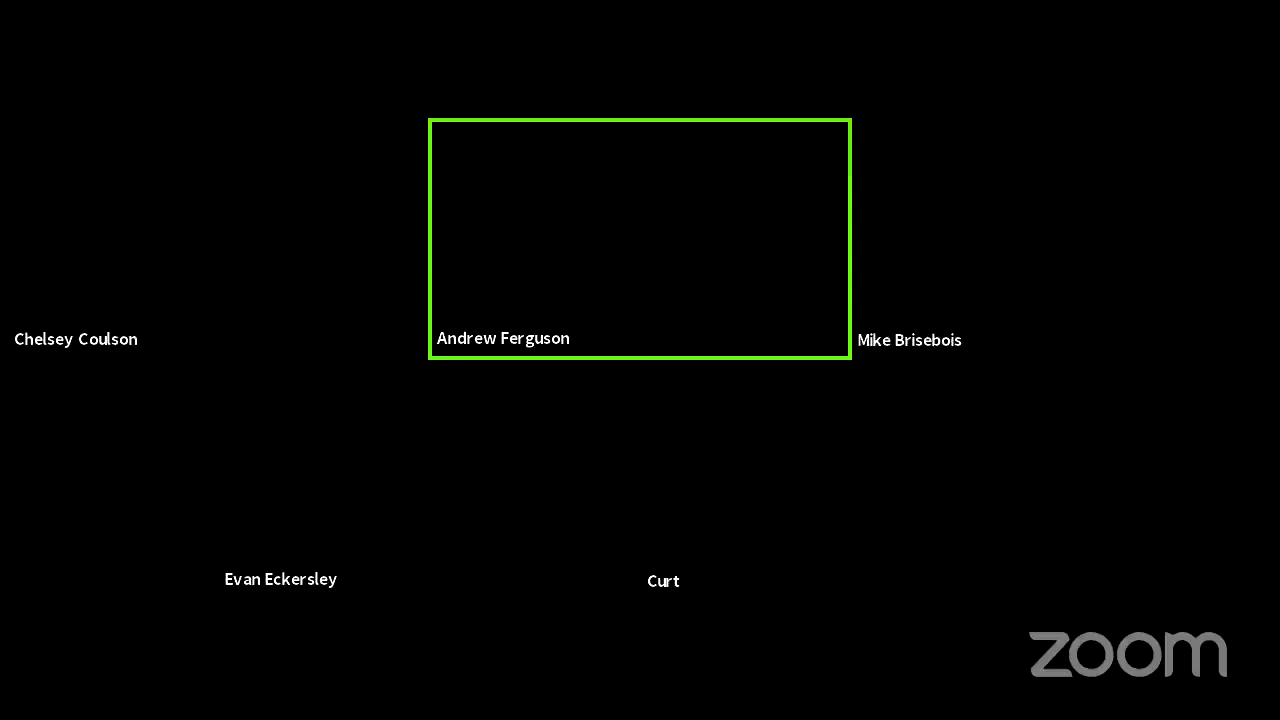 Chelsey Coulson
Andrew Ferguson
Mike Brisebois
Evan Eckersley
Curt
zoom